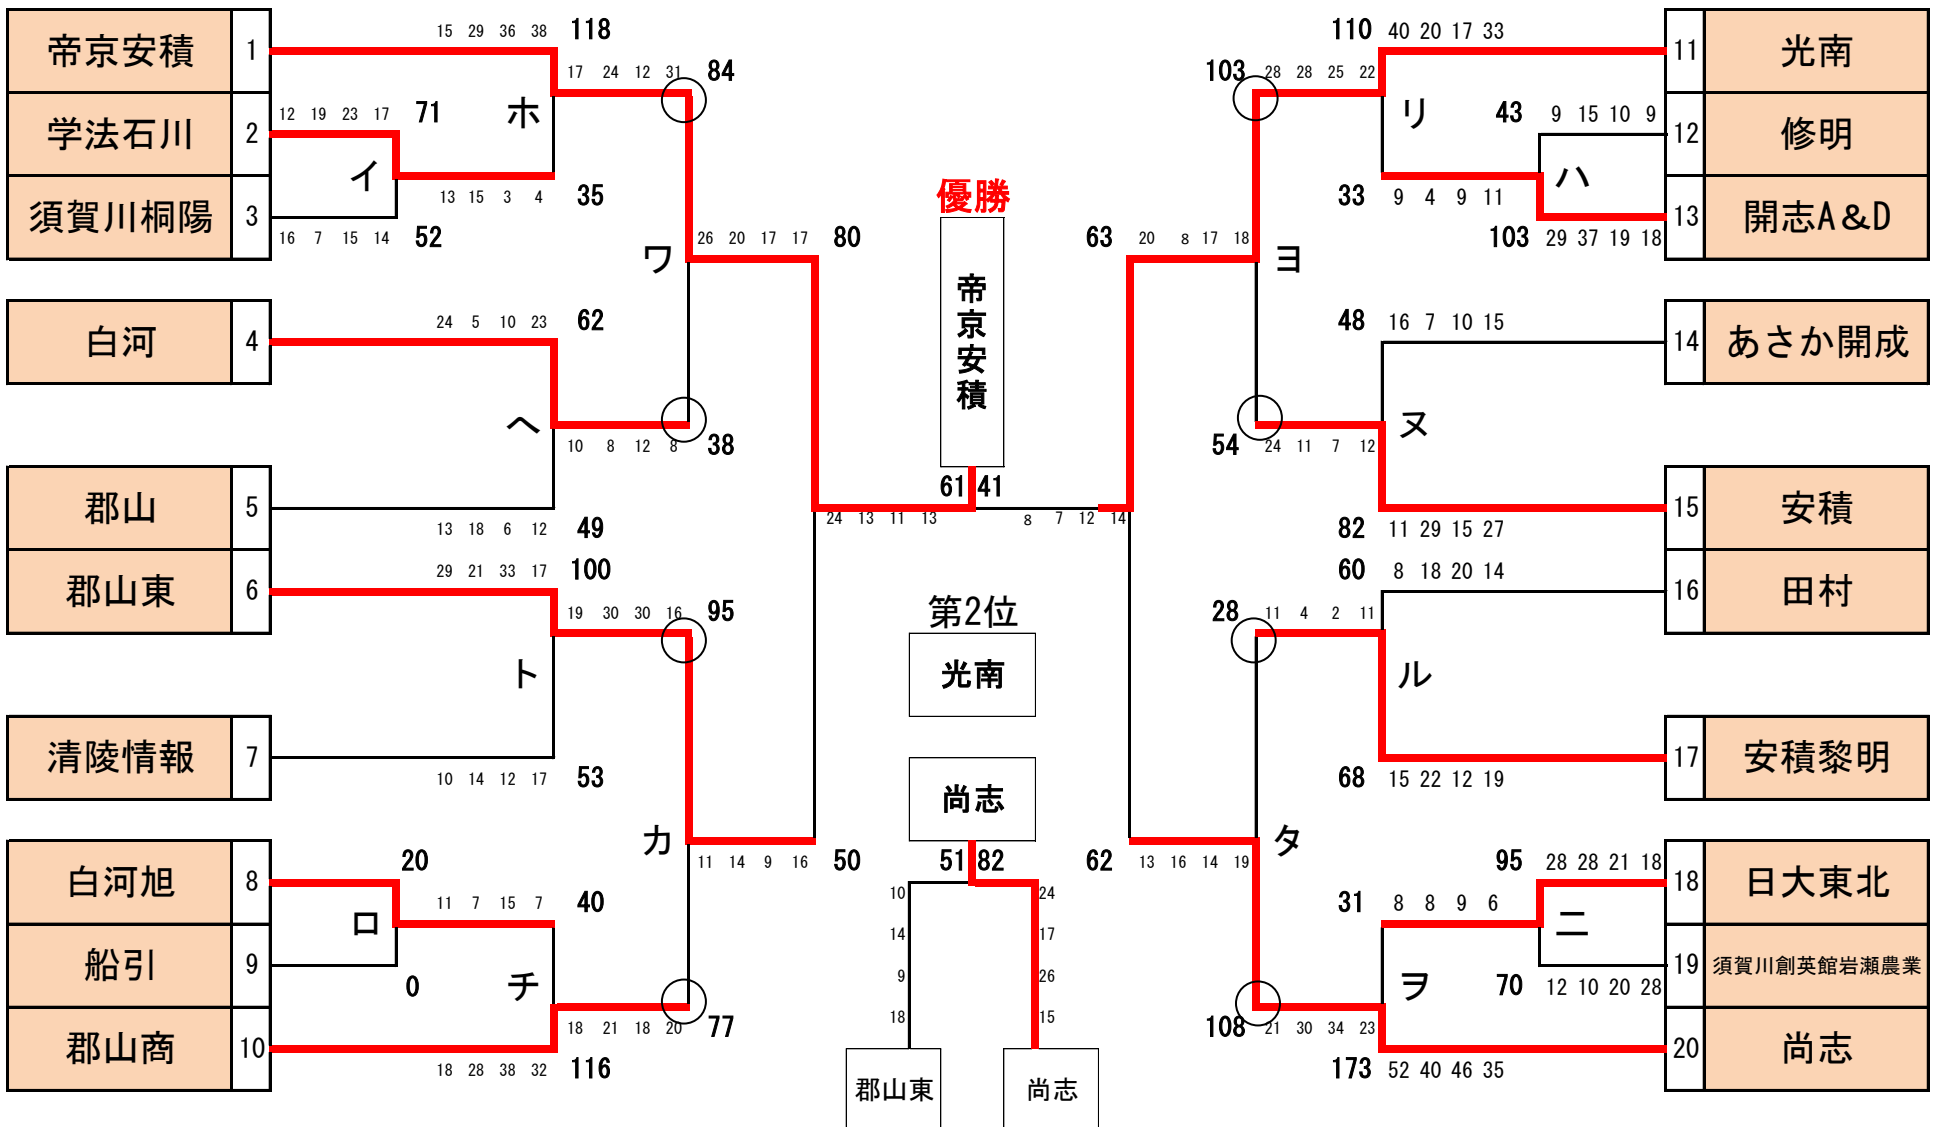 帝京安積 1
学法石川 2
須賀川桐陽 3
白河 4
郡山 5
郡山東 6
清陵情報 7
白河旭 8
船引 9
郡山商 10
15 29 36 38 118
12 19 23 17 71
イ
16 7 15 14 52
ホ
13 15 3 4 35
17 24 12 31 84
24 5 10 23 62
ヘ
13 18 6 12 49
10 8 12 8 38
ワ
26 20 17 17 80
29 21 33 17 100
ト
10 14 12 17 53
19 30 30 16 95
20
ロ
0
11 7 15 7 40
チ
18 28 38 32 116
18 21 18 20 77
カ
11 14 9 16 50
優勝
帝京安積
61 41
24 13 11 13
8 7 12 14
第2位
光南
尚志
51 82
10 14 9 18
24 17 26 15
郡山東
尚志
110 40 20 17 33
103 28 28 25 22
リ
43 9 15 10 9
ハ
33 9 4 9 11
103 29 37 19 18
63 20 8 17 18
ヨ
48 16 7 10 15
54 24 11 7 12
ヌ
82 11 29 15 27
60 8 18 20 14
28 11 4 2 11
ル
68 15 22 12 19
62 13 16 14 19
タ
95 28 28 21 18
31 8 8 9 6
ニ
ヲ
70 12 10 20 28
108 21 30 34 23
173 52 40 46 35
11 光南
12 修明
13 開志A&D
14 あさか開成
15 安積
16 田村
17 安積黎明
18 日大東北
19 須賀川創英館岩瀬農業
20 尚志